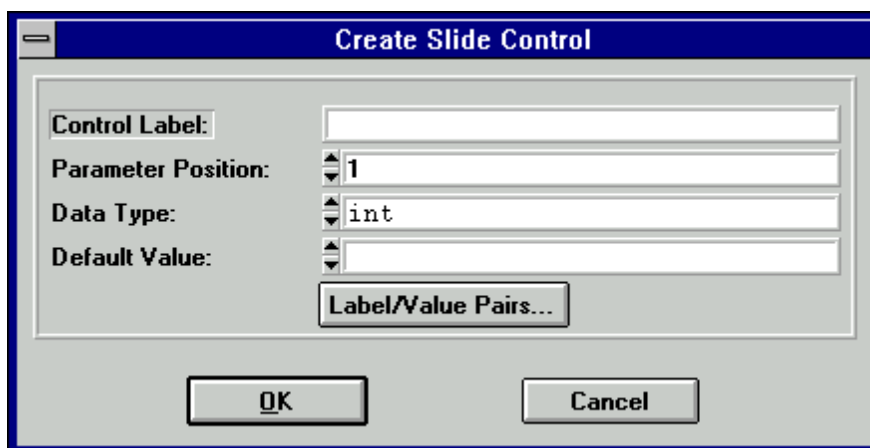 Create Slide Control
Control Label:
Parameter Position: 1
Data Type: int
Default Value:
Label/Value Pairs...
OK Cancel